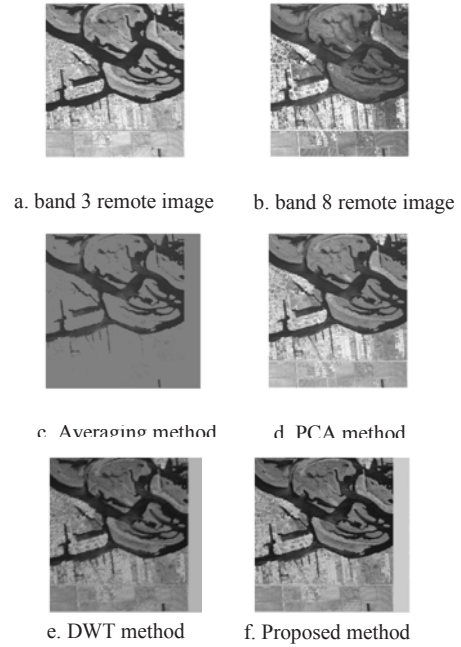 a. band 3 remote image
b. band 8 remote image
c. Averaging method
d. PCA method
e. DWT method
f. Proposed method